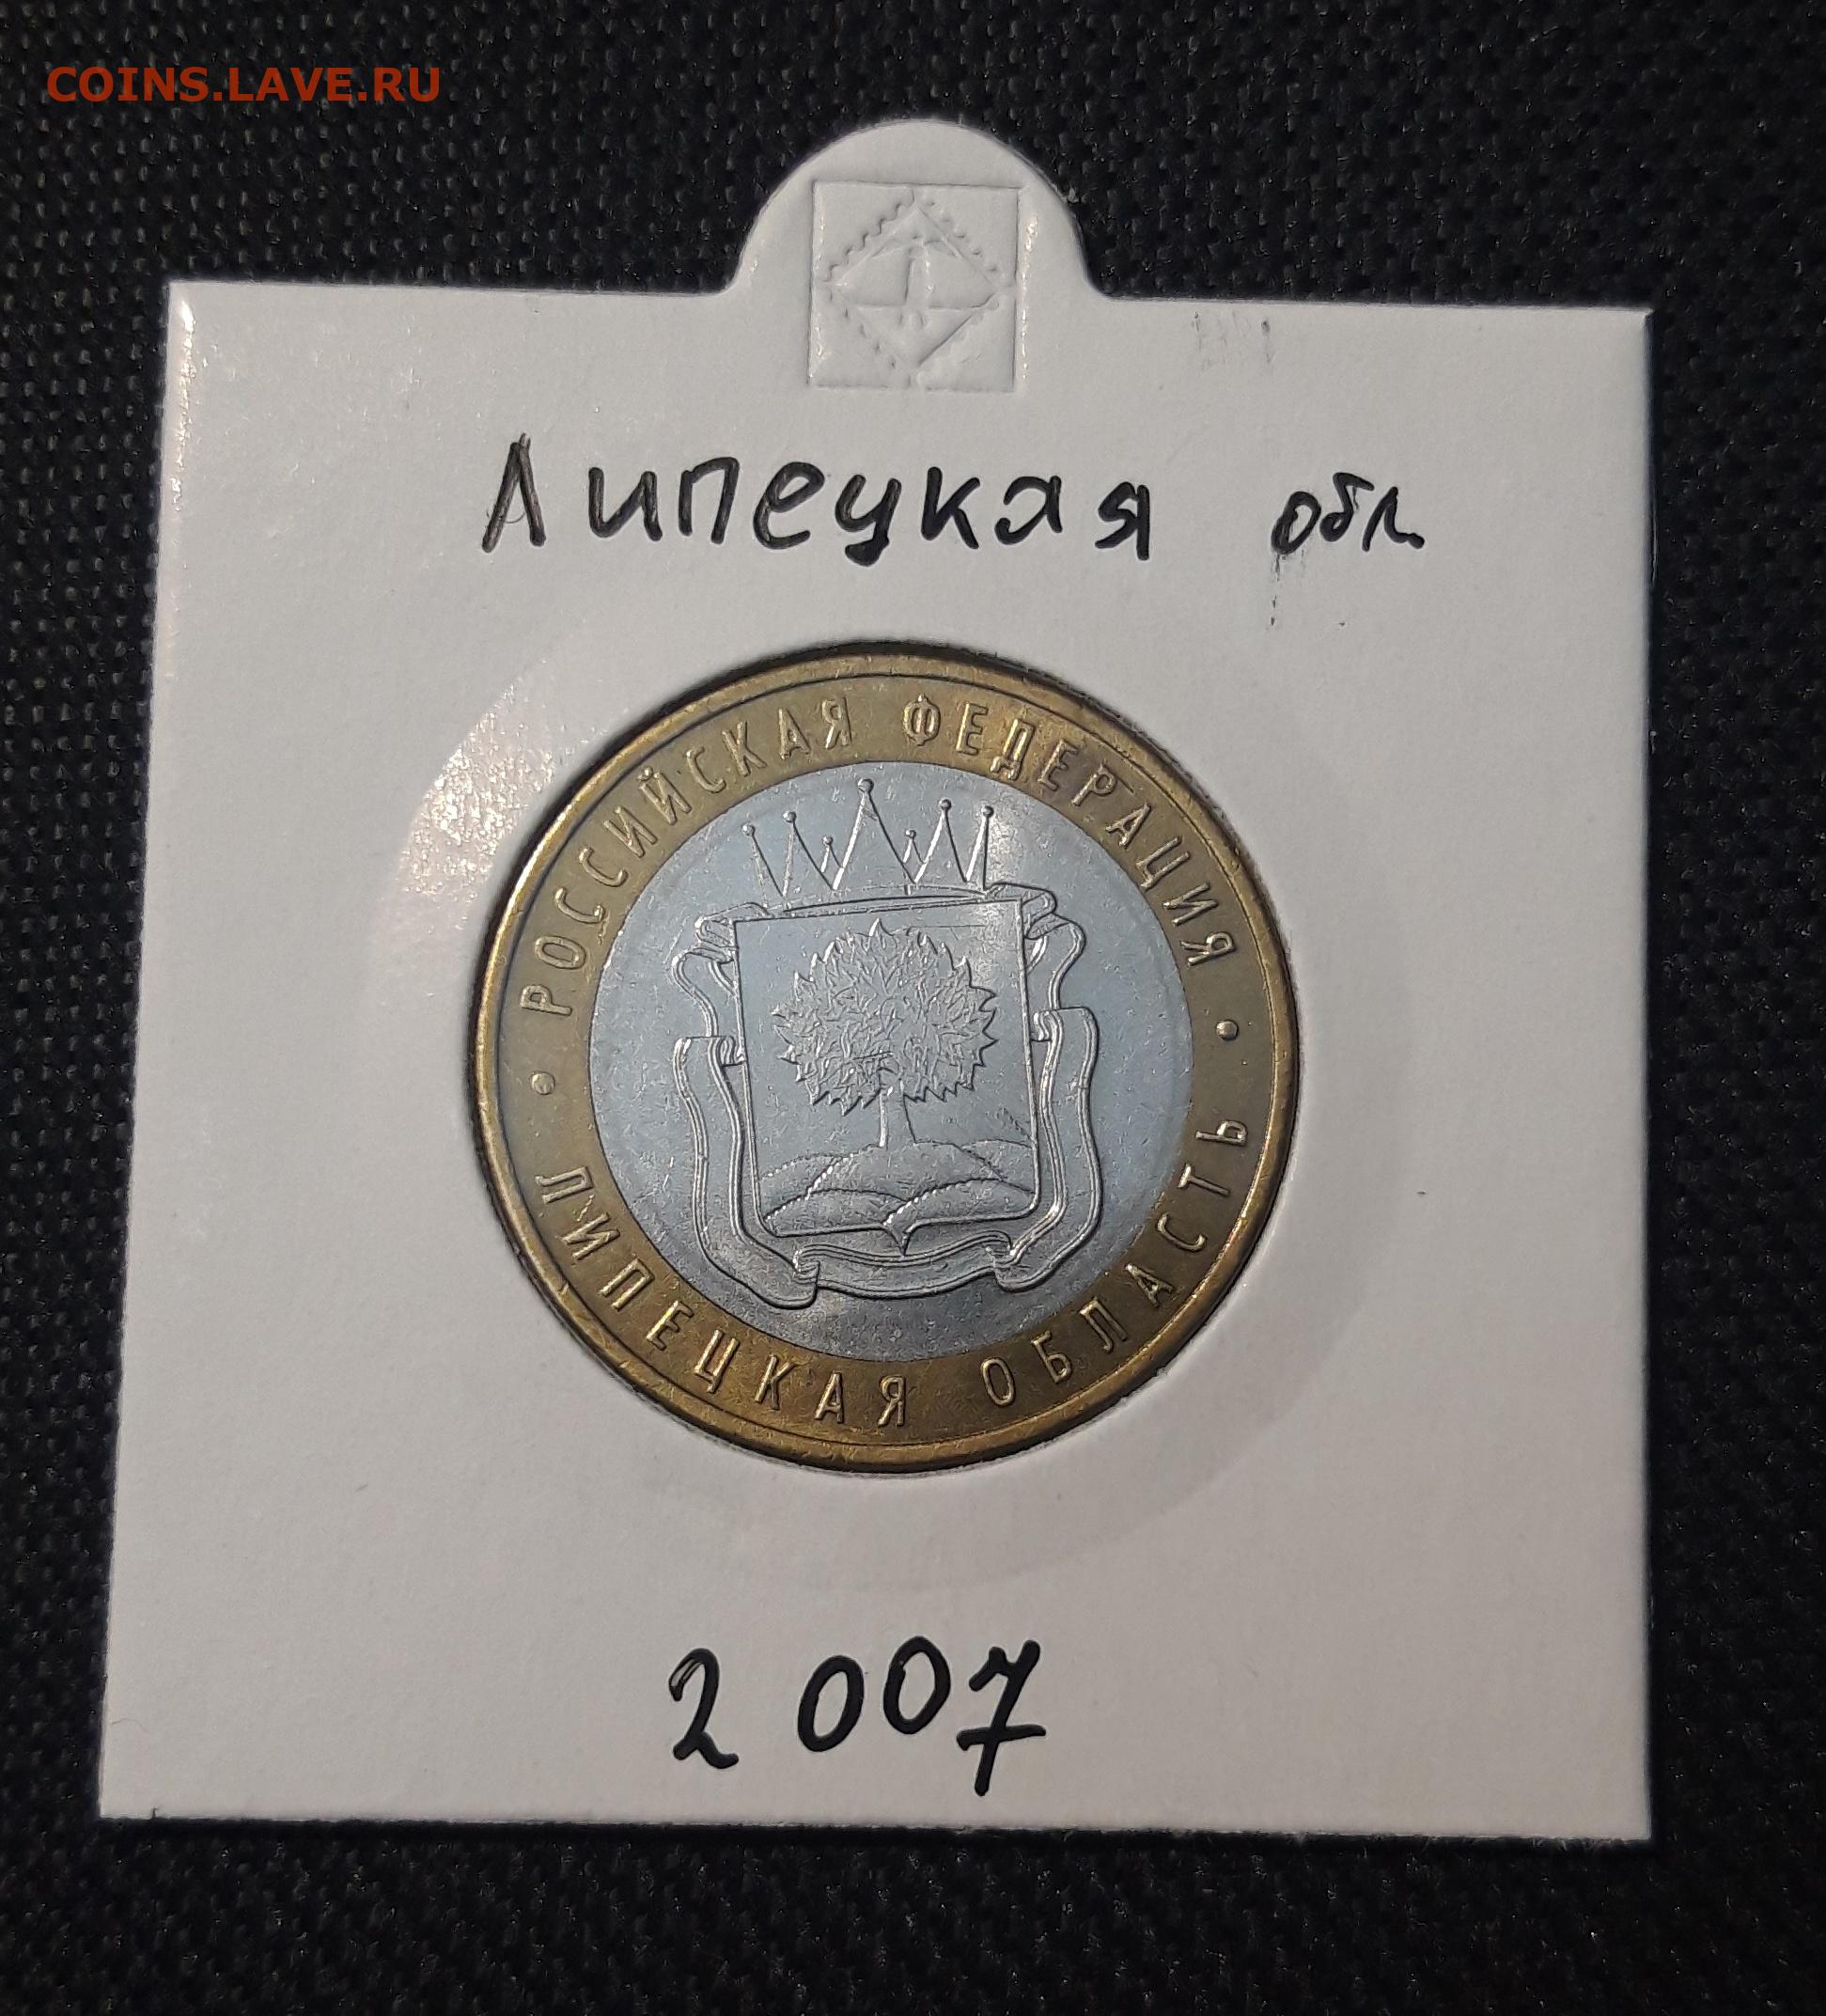 COINS.LAVE.RU
Липецкая обл.
• РОССИЙСКАЯ ФЕДЕРАЦИЯ •
ЛИПЕЦКАЯ ОБЛАСТЬ
2007